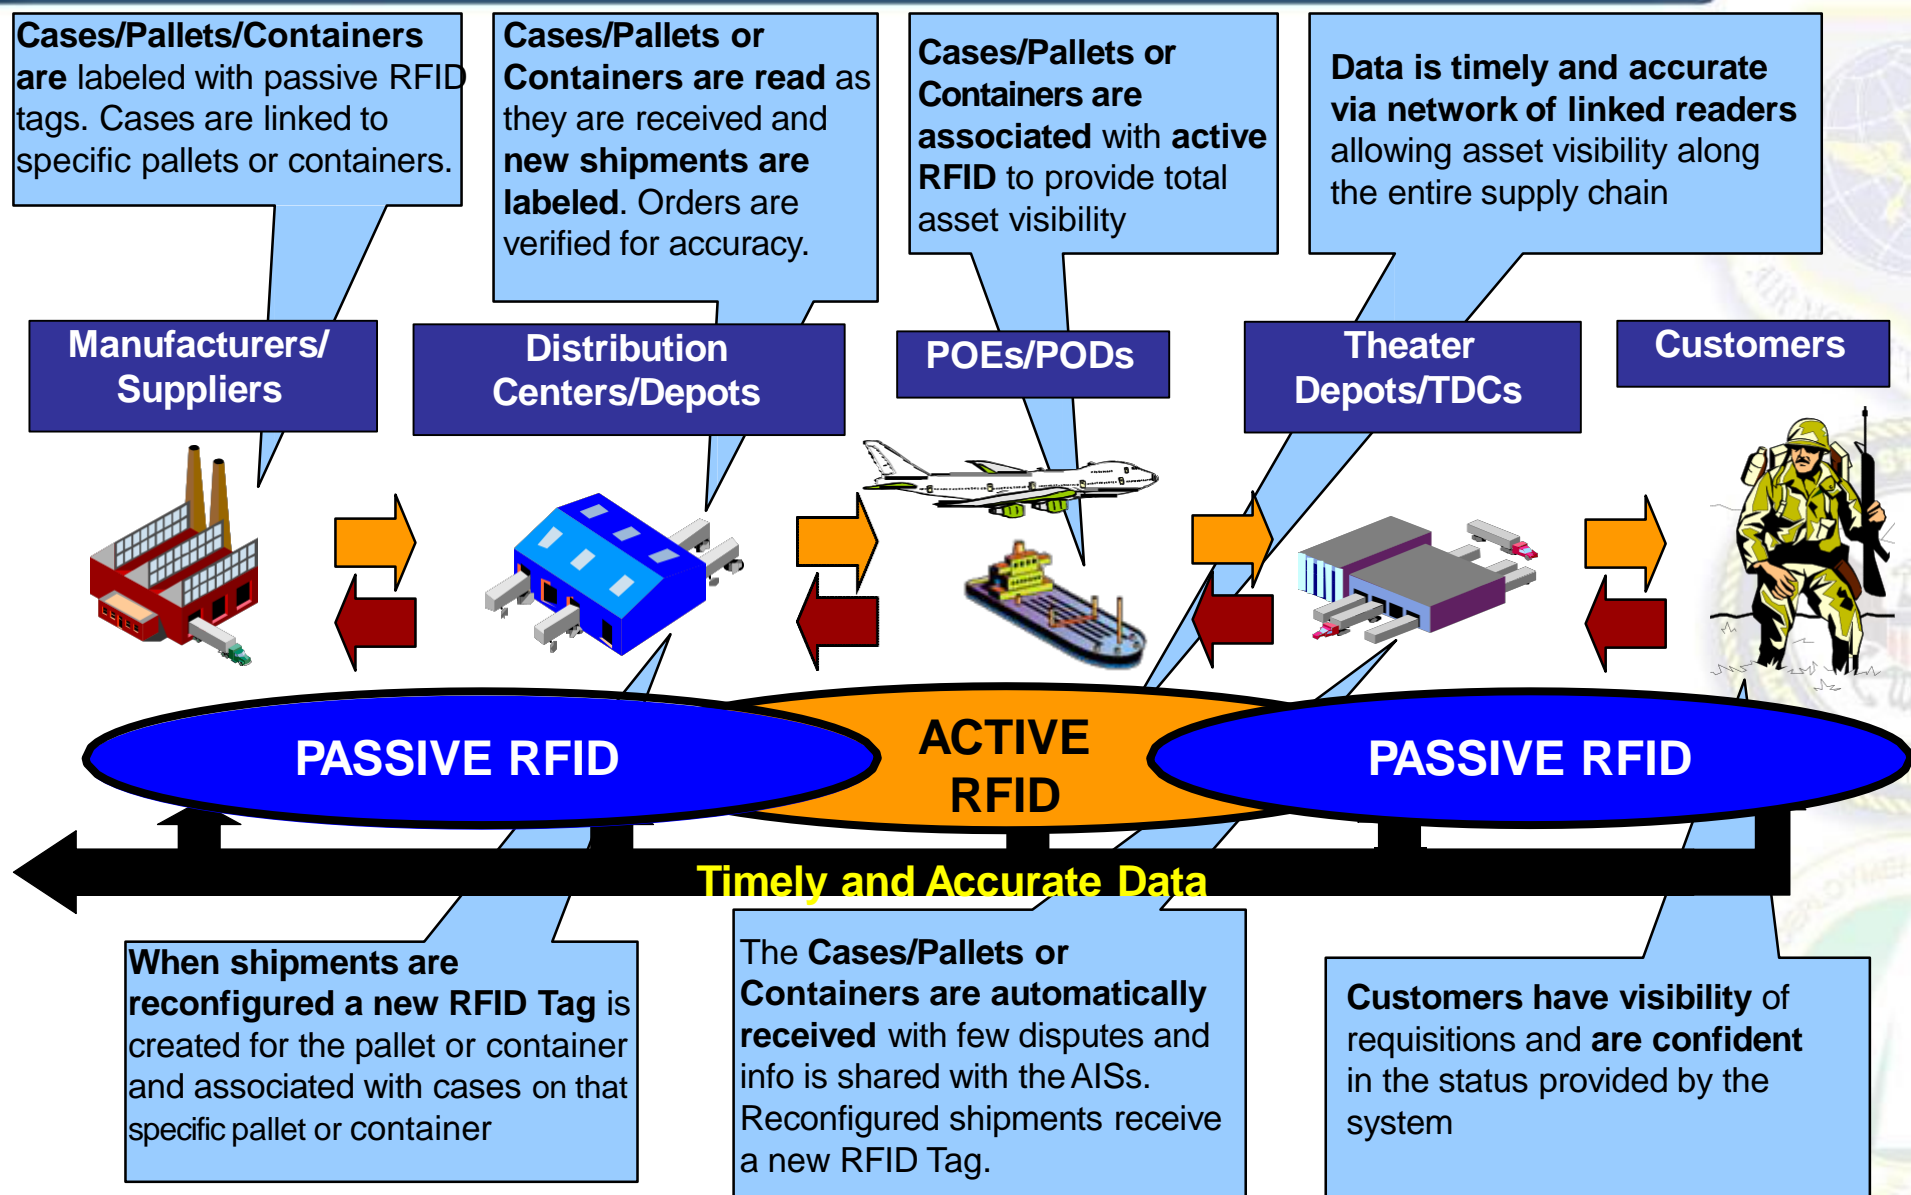 Cases/Pallets/Containers
are labeled with passive RFID
tags. Cases are linked to
specific pallets or containers.
Cases/Pallets or
Containers are read as
they are received and
new shipments are
labeled. Orders are
verified for accuracy.
Cases/Pallets or
Containers are
associated with active
RFID to provide total
asset visibility
Data is timely and accurate
via network of linked readers
allowing asset visibility along
the entire supply chain
Manufacturers/
Suppliers
Distribution
Centers/Depots
POEs/PODs
Theater
Depots/TDCs
Customers
PASSIVE RFID
ACTIVE
RFID
PASSIVE RFID
Timely and Accurate Data
When shipments are
reconfigured a new RFID Tag is
created for the pallet or container
and associated with cases on that
specific pallet or container
The Cases/Pallets or
Containers are automatically
received with few disputes and
info is shared with the AISs.
Reconfigured shipments receive
a new RFID Tag.
Customers have visibility of
requisitions and are confident
in the status provided by the
system